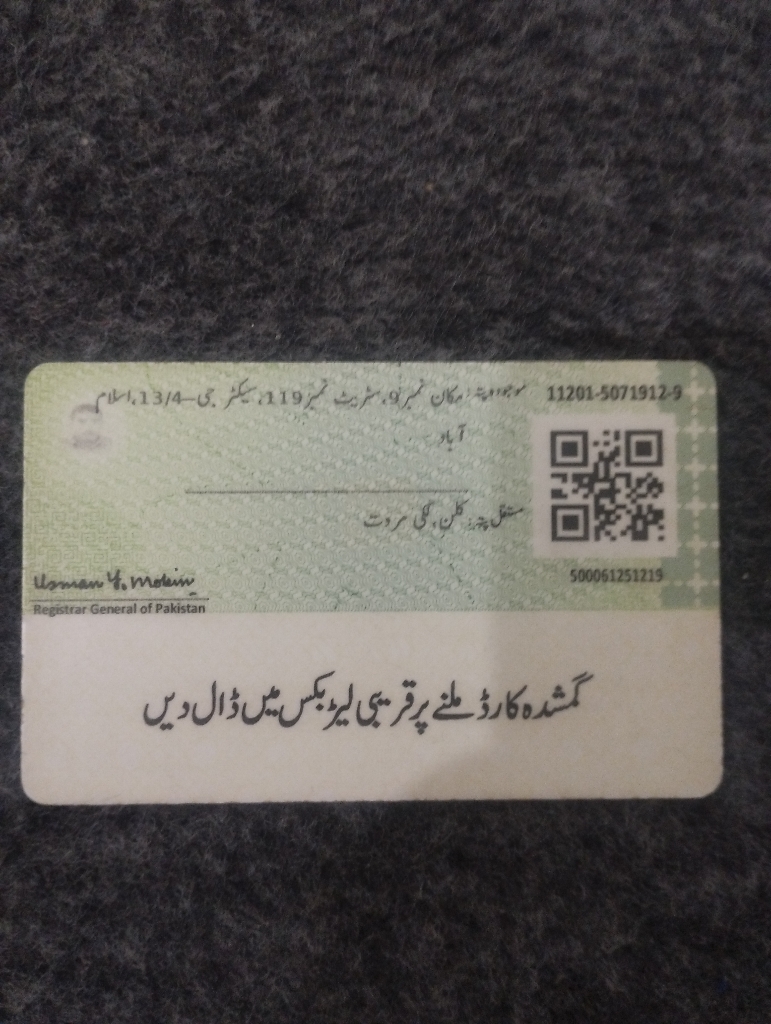 موجودہ پتہ: مکان نمبر 9، سٹریٹ نمبر 119، سیکٹر جی–13/4، اسلام
آباد
11201-5071912-9
مستقل پتہ: کلن، لکی مروت
500061251219
Usman Y. Mobin
Registrar General of Pakistan
گمشدہ کارڈ ملنے پر قریبی لیٹر بکس میں ڈال دیں